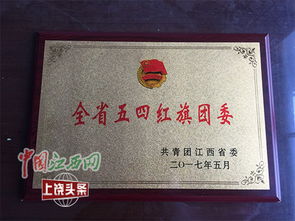 全省五四红旗团委
共青团江西省委
二〇一七年五月
中国江西网
上饶头条